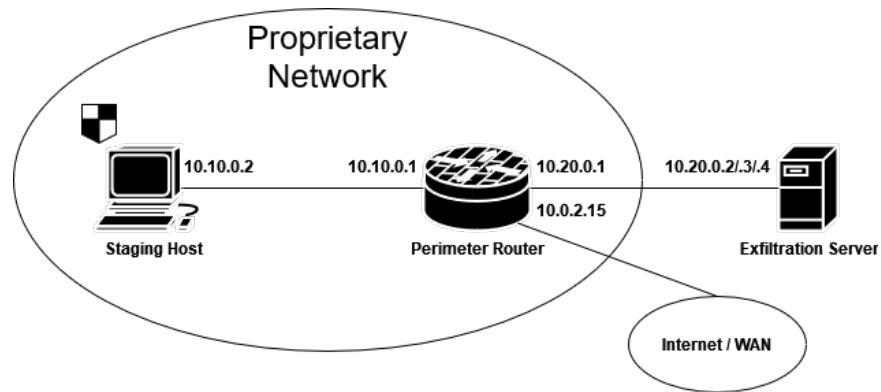 Proprietary
Network
10.10.0.2
10.10.0.1
10.20.0.1
10.20.0.2/.3/.4
10.0.2.15
Staging Host
Perimeter Router
Exfiltration Server
Internet / WAN